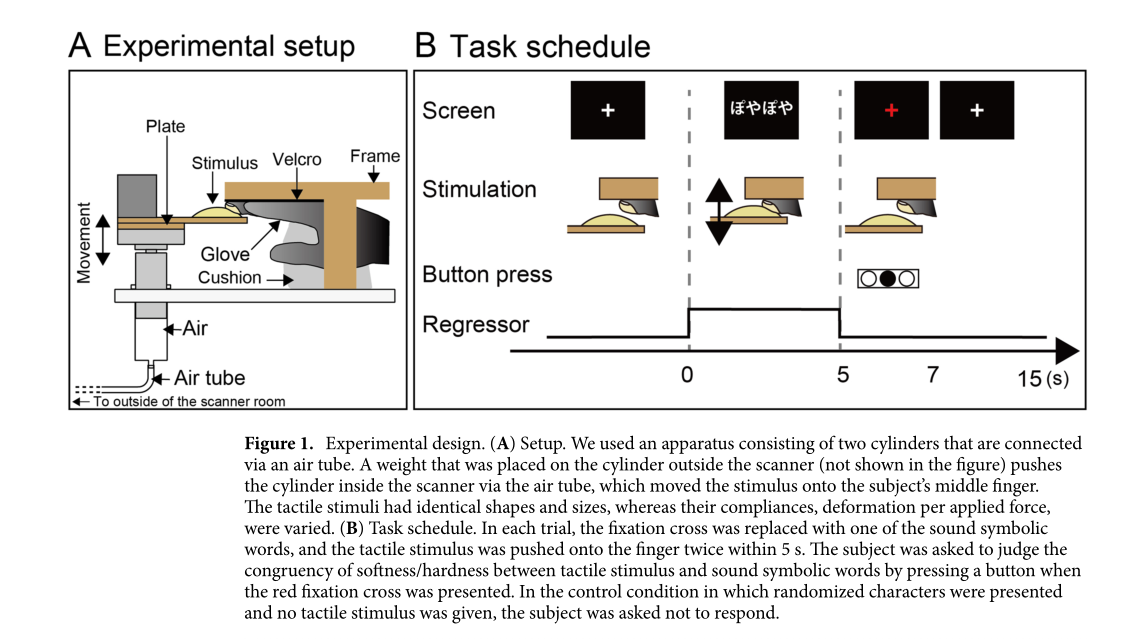 A Experimental setup
B Task schedule
Plate
Stimulus
Velcro
Frame
Movement
Glove
Cushion
Air
Air tube
To outside of the scanner room
Screen
+
ぽやぽや
+
+
Stimulation
Button press
Regressor
0
5
7
15 (s)
Figure 1. Experimental design. (A) Setup. We used an apparatus consisting of two cylinders that are connected
via an air tube. A weight that was placed on the cylinder outside the scanner (not shown in the figure) pushes
the cylinder inside the scanner via the air tube, which moved the stimulus onto the subject's middle finger.
The tactile stimuli had identical shapes and sizes, whereas their compliances, deformation per applied force,
were varied. (B) Task schedule. In each trial, the fixation cross was replaced with one of the sound symbolic
words, and the tactile stimulus was pushed onto the finger twice within 5 s. The subject was asked to judge the
congruency of softness/hardness between tactile stimulus and sound symbolic words by pressing a button when
the red fixation cross was presented. In the control condition in which randomized characters were presented
and no tactile stimulus was given, the subject was asked not to respond.